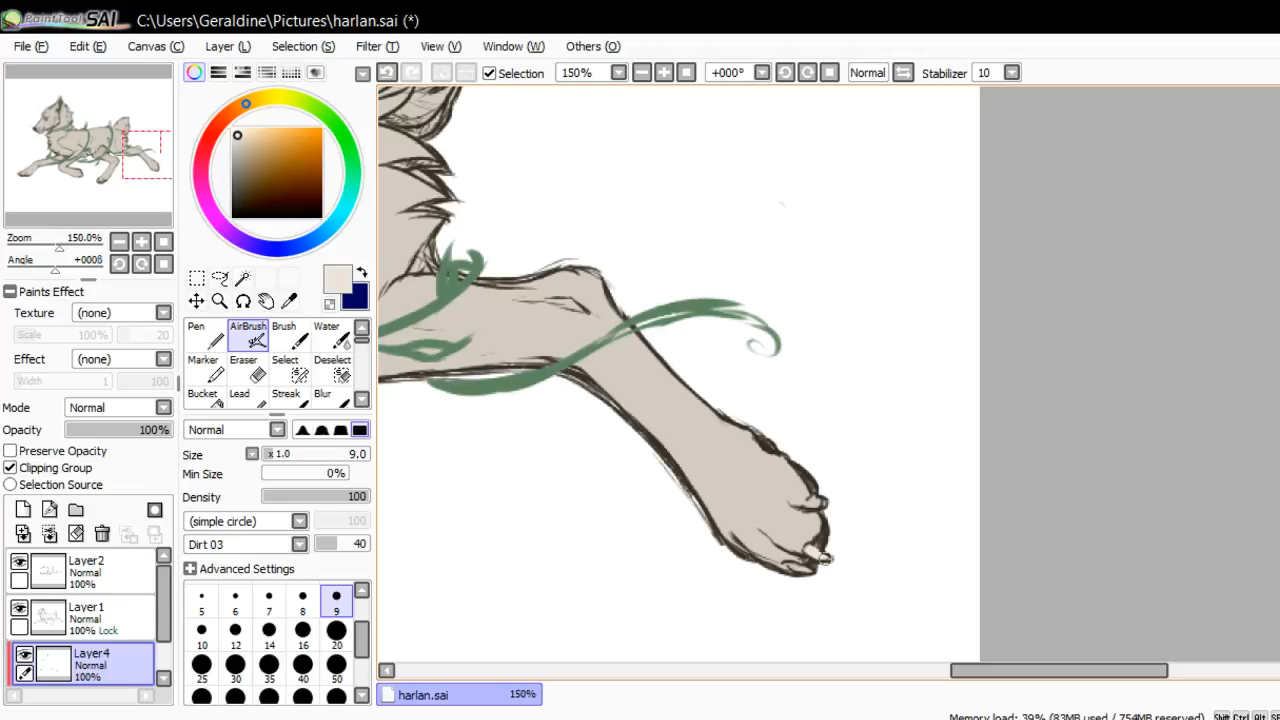 PaintTool SAI C:\Users\Geraldine\Pictures\harlan.sai (*)
File (F) Edit (E) Canvas (C) Layer (L) Selection (S) Filter (T) View (V) Window (W) Others (O)
Selection 150% +000° Normal Stabilizer 10
Zoom 150.0%
Angle +000ß
Paints Effect
Texture (none)
Scale 100% 20
Effect (none)
Width 1 100
Mode Normal
Opacity 100%
Preserve Opacity
Clipping Group
Selection Source
Layer2
Normal
100%
Layer1
Normal
100% Lock
Layer4
Normal
100%
Pen AirBrush Brush Water
Marker Eraser Select Deselect
Bucket Lead Streak Blur
Normal
Size x 1.0 9.0
Min Size 0%
Density 100
(simple circle) 100
Dirt 03 40
Advanced Settings
5 6 7 8 9
10 12 14 16 20
25 30 35 40 50
harlan.sai 150%
Memory load: 39% (83MB used / 754MB reserved) Shift Ctrl Alt